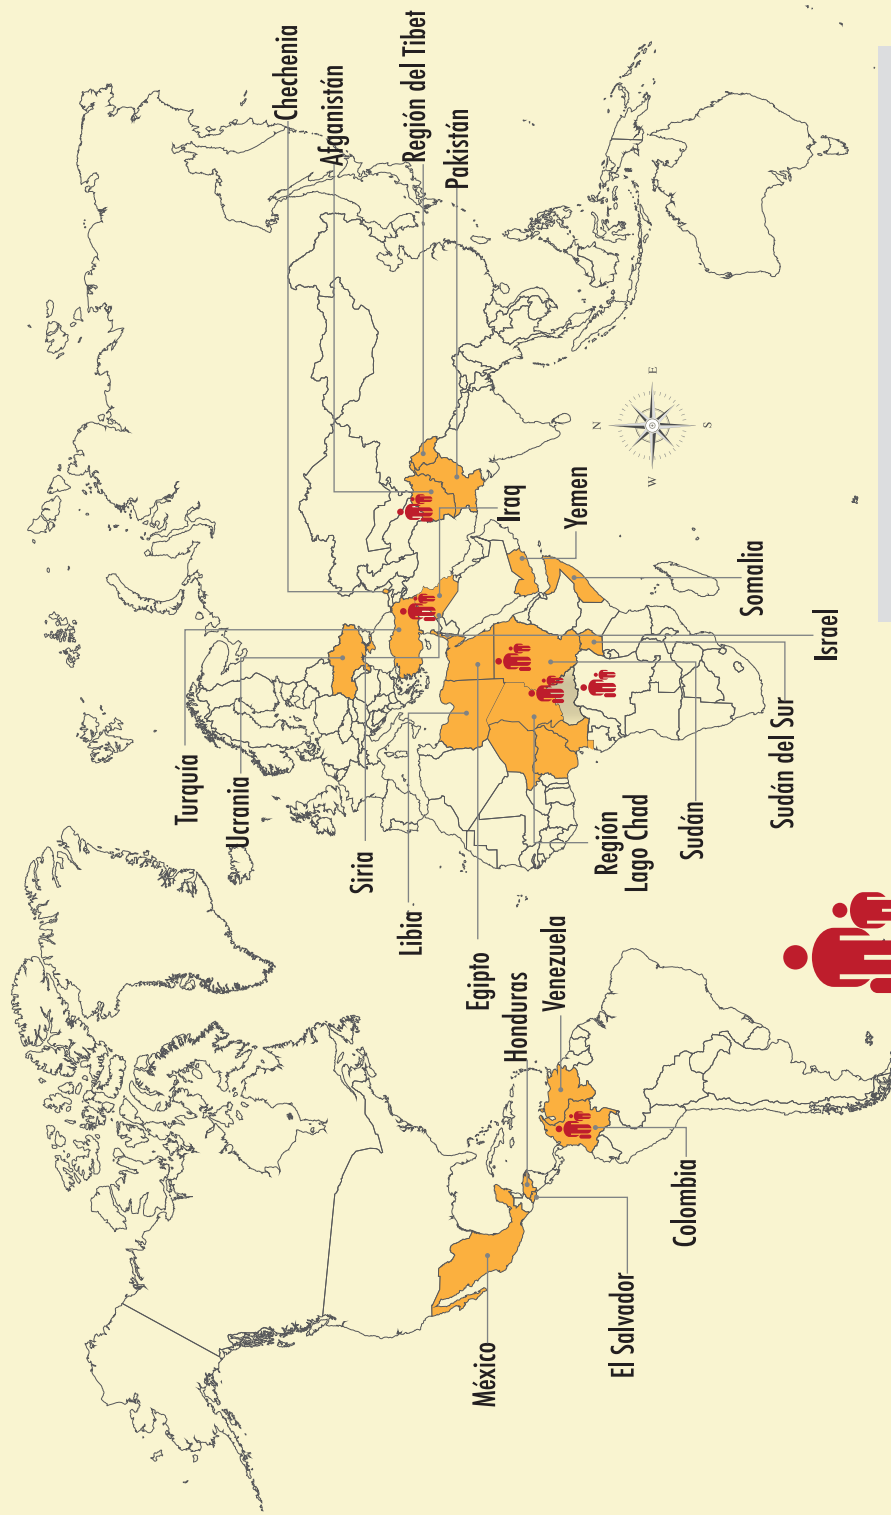 Chechenia
Afganistán
Región del Tibet
Pakistán
Turquía
Ucrania
Siria
Libia
Egipto
Honduras
Venezuela
México
El Salvador
Colombia
Región
Lago Chad
Sudán
Sudán del Sur
Israel
Somalia
Yemen
Iraq
N
E
S
W